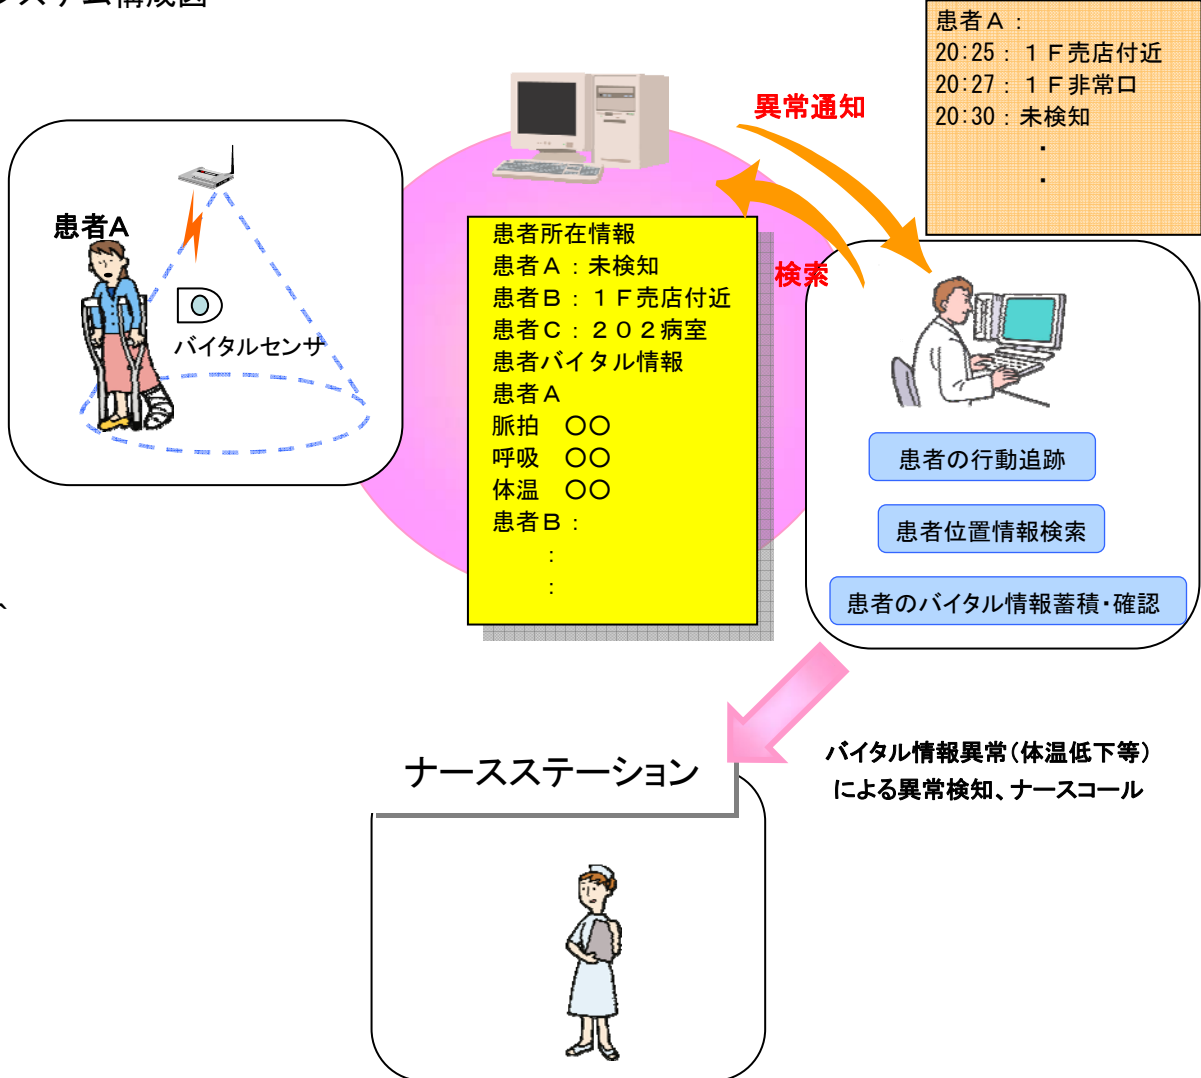 システム構成図
患者A：
20:25：１Ｆ売店付近
20:27：１Ｆ非常口
20:30：未検知
・
・
異常通知
検索
患者A
バイタルセンサ
患者所在情報
患者Ａ：未検知
患者Ｂ：１Ｆ売店付近
患者Ｃ：２０２病室
患者バイタル情報
患者Ａ
脈拍　○○
呼吸　○○
体温　○○
患者Ｂ：
：
：
患者の行動追跡
患者位置情報検索
患者のバイタル情報蓄積・確認
、
バイタル情報異常（体温低下等）
による異常検知、ナースコール
ナースステーション